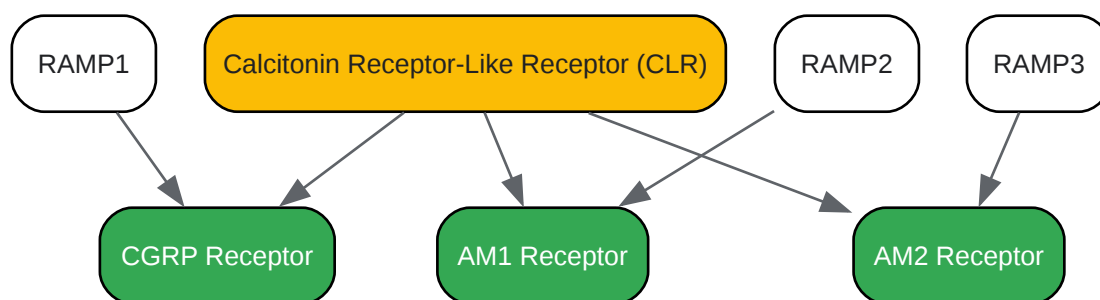 RAMP1
Calcitonin Receptor-Like Receptor (CLR)
RAMP2
RAMP3
CGRP Receptor
AM1 Receptor
AM2 Receptor